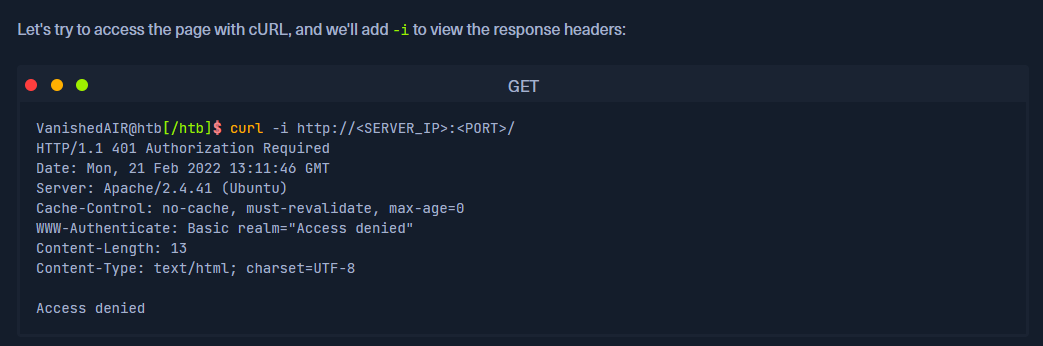 Let's try to access the page with cURL, and we'll add -i to view the response headers:
GET
VanishedAIR@htb[/htb]$ curl -i http://<SERVER_IP>:<PORT>/
HTTP/1.1 401 Authorization Required
Date: Mon, 21 Feb 2022 13:11:46 GMT
Server: Apache/2.4.41 (Ubuntu)
Cache-Control: no-cache, must-revalidate, max-age=0
WWW-Authenticate: Basic realm="Access denied"
Content-Length: 13
Content-Type: text/html; charset=UTF-8
Access denied